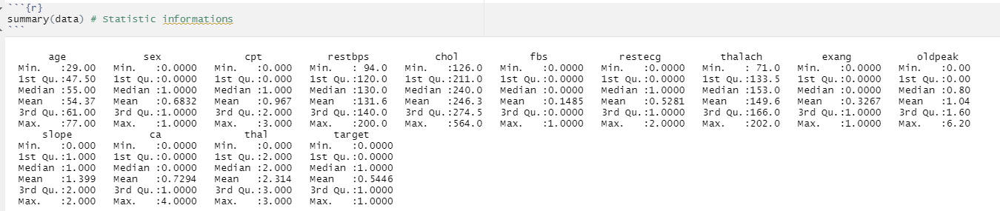 ```{r}
summary(data) # Statistic informations
```
age sex cpt restbps chol fbs restecg thalach exang oldpeak
Min. :29.00 Min. :0.0000 Min. :0.000 Min. : 94.0 Min. :126.0 Min. :0.0000 Min. :0.0000 Min. : 71.0 Min. :0.0000 Min. :0.00
1st Qu.:47.50 1st Qu.:0.0000 1st Qu.:0.000 1st Qu.:120.0 1st Qu.:211.0 1st Qu.:0.0000 1st Qu.:0.0000 1st Qu.:133.5 1st Qu.:0.0000 1st Qu.:0.00
Median :55.00 Median :1.0000 Median :1.000 Median :130.0 Median :240.0 Median :0.0000 Median :1.0000 Median :153.0 Median :0.0000 Median :0.80
Mean :54.37 Mean :0.6832 Mean :0.967 Mean :131.6 Mean :246.3 Mean :0.1485 Mean :0.5281 Mean :149.6 Mean :0.3267 Mean :1.04
3rd Qu.:61.00 3rd Qu.:1.0000 3rd Qu.:2.000 3rd Qu.:140.0 3rd Qu.:274.5 3rd Qu.:0.0000 3rd Qu.:1.0000 3rd Qu.:166.0 3rd Qu.:1.0000 3rd Qu.:1.60
Max. :77.00 Max. :1.0000 Max. :3.000 Max. :200.0 Max. :564.0 Max. :1.0000 Max. :2.0000 Max. :202.0 Max. :1.0000 Max. :6.20
slope ca thal target
Min. :0.000 Min. :0.0000 Min. :0.000 Min. :0.0000
1st Qu.:1.000 1st Qu.:0.0000 1st Qu.:2.000 1st Qu.:0.0000
Median :1.000 Median :0.0000 Median :2.000 Median :1.0000
Mean :1.399 Mean :0.7294 Mean :2.314 Mean :0.5446
3rd Qu.:2.000 3rd Qu.:1.0000 3rd Qu.:3.000 3rd Qu.:1.0000
Max. :2.000 Max. :4.0000 Max. :3.000 Max. :1.0000